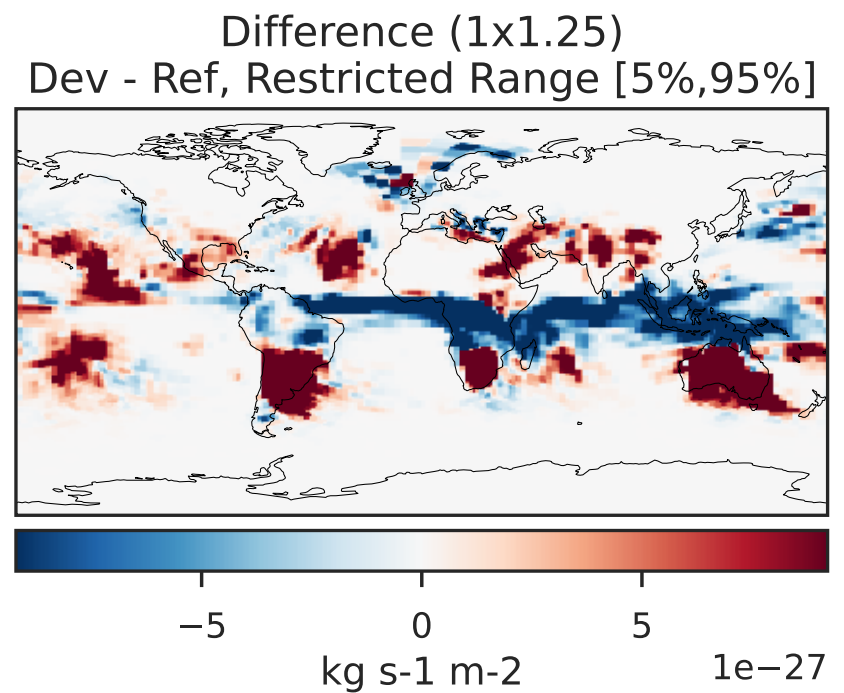 Difference (1x1.25)
Dev - Ref, Restricted Range [5%,95%]
−5 0 5
kg s-1 m-2 1e−27